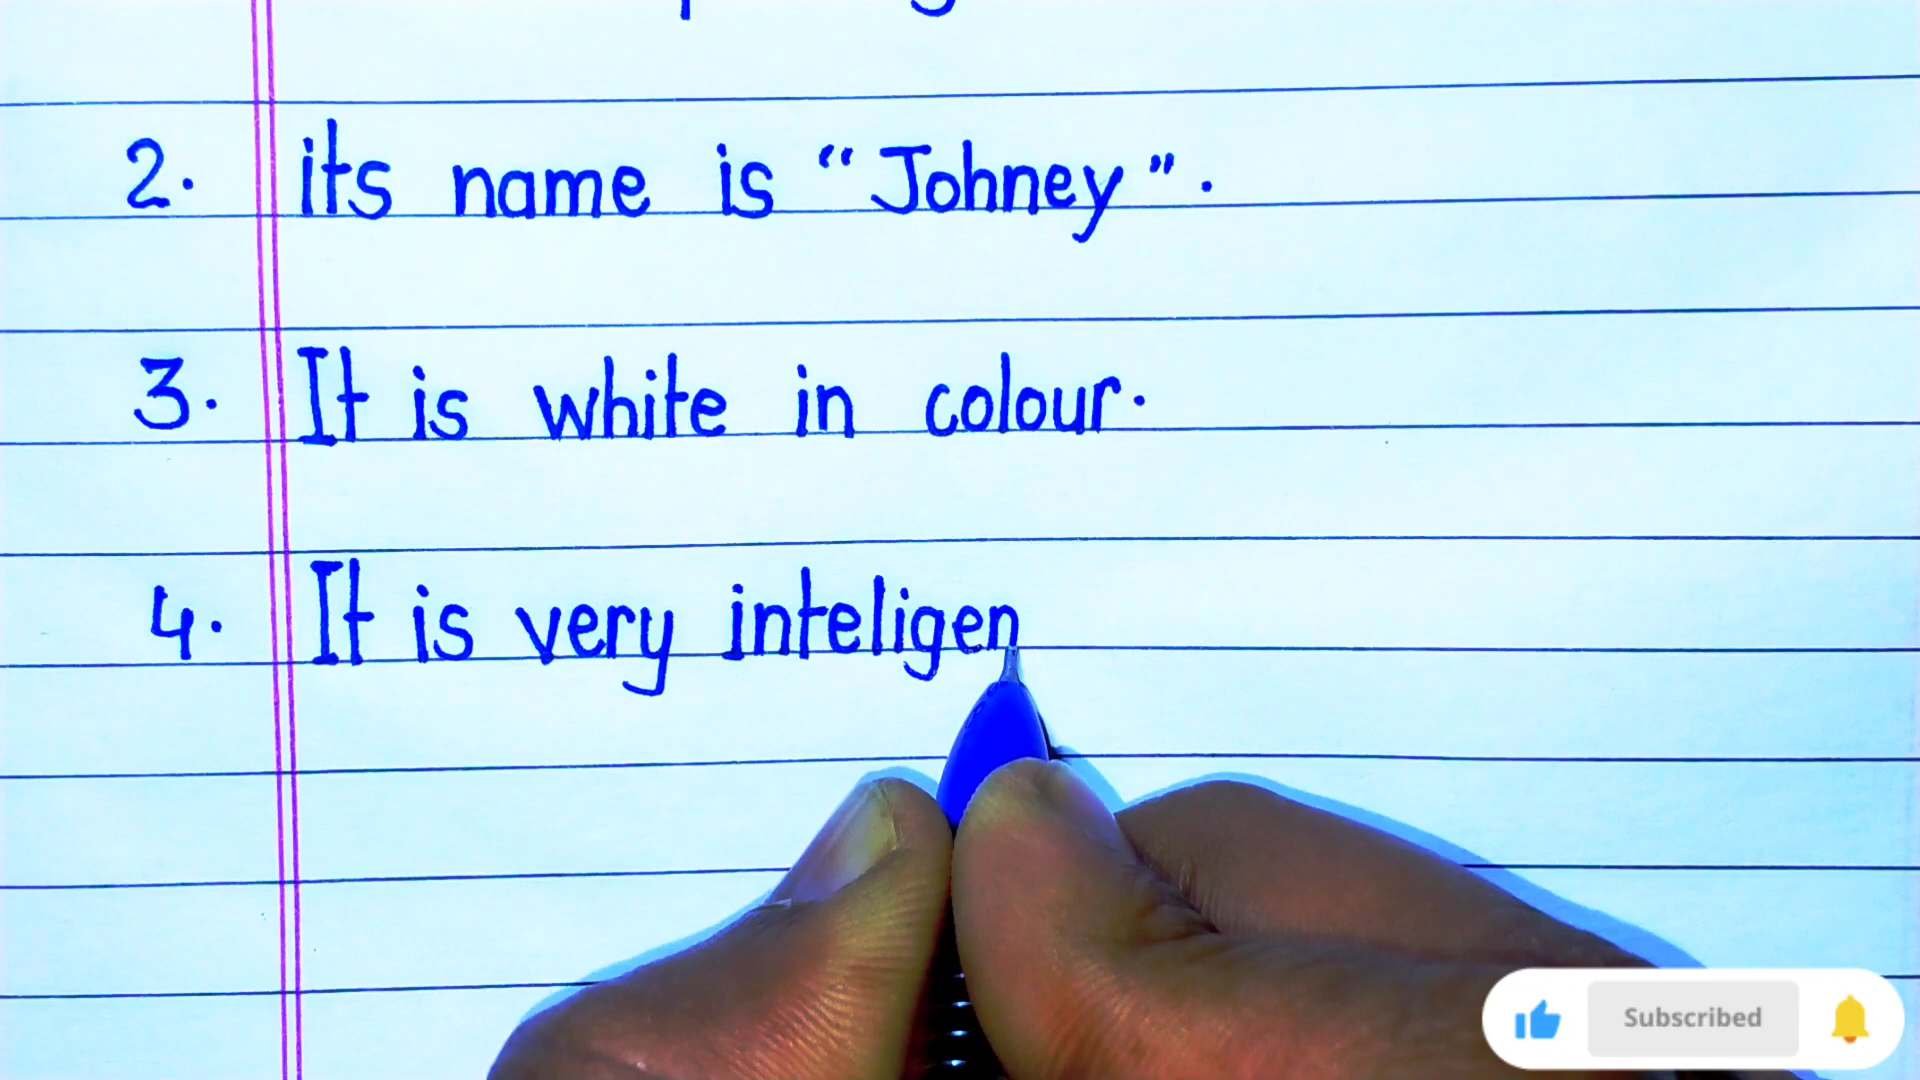 2. its name is “Johney”.
3. It is white in colour.
4. It is very inteligen
Subscribed